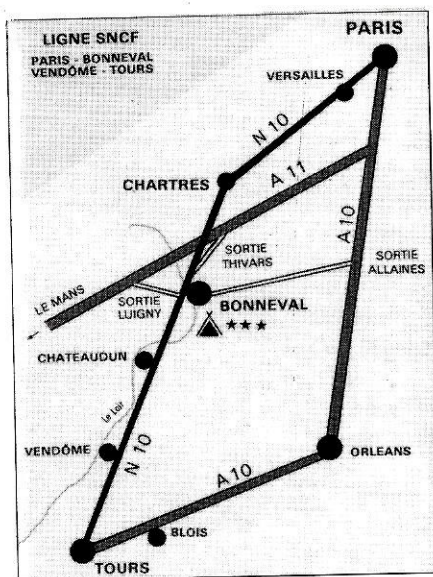 LIGNE SNCF
PARIS - BONNEVAL
VENDÔME - TOURS
PARIS
VERSAILLES
N 10
CHARTRES
A 11
A 10
SORTIE
THIVARS
SORTIE
ALLAINES
LE MANS
SORTIE
LUIGNY
BONNEVAL
★★★
CHATEAUDUN
Le Loir
VENDÔME
N 10
ORLEANS
A 10
BLOIS
TOURS